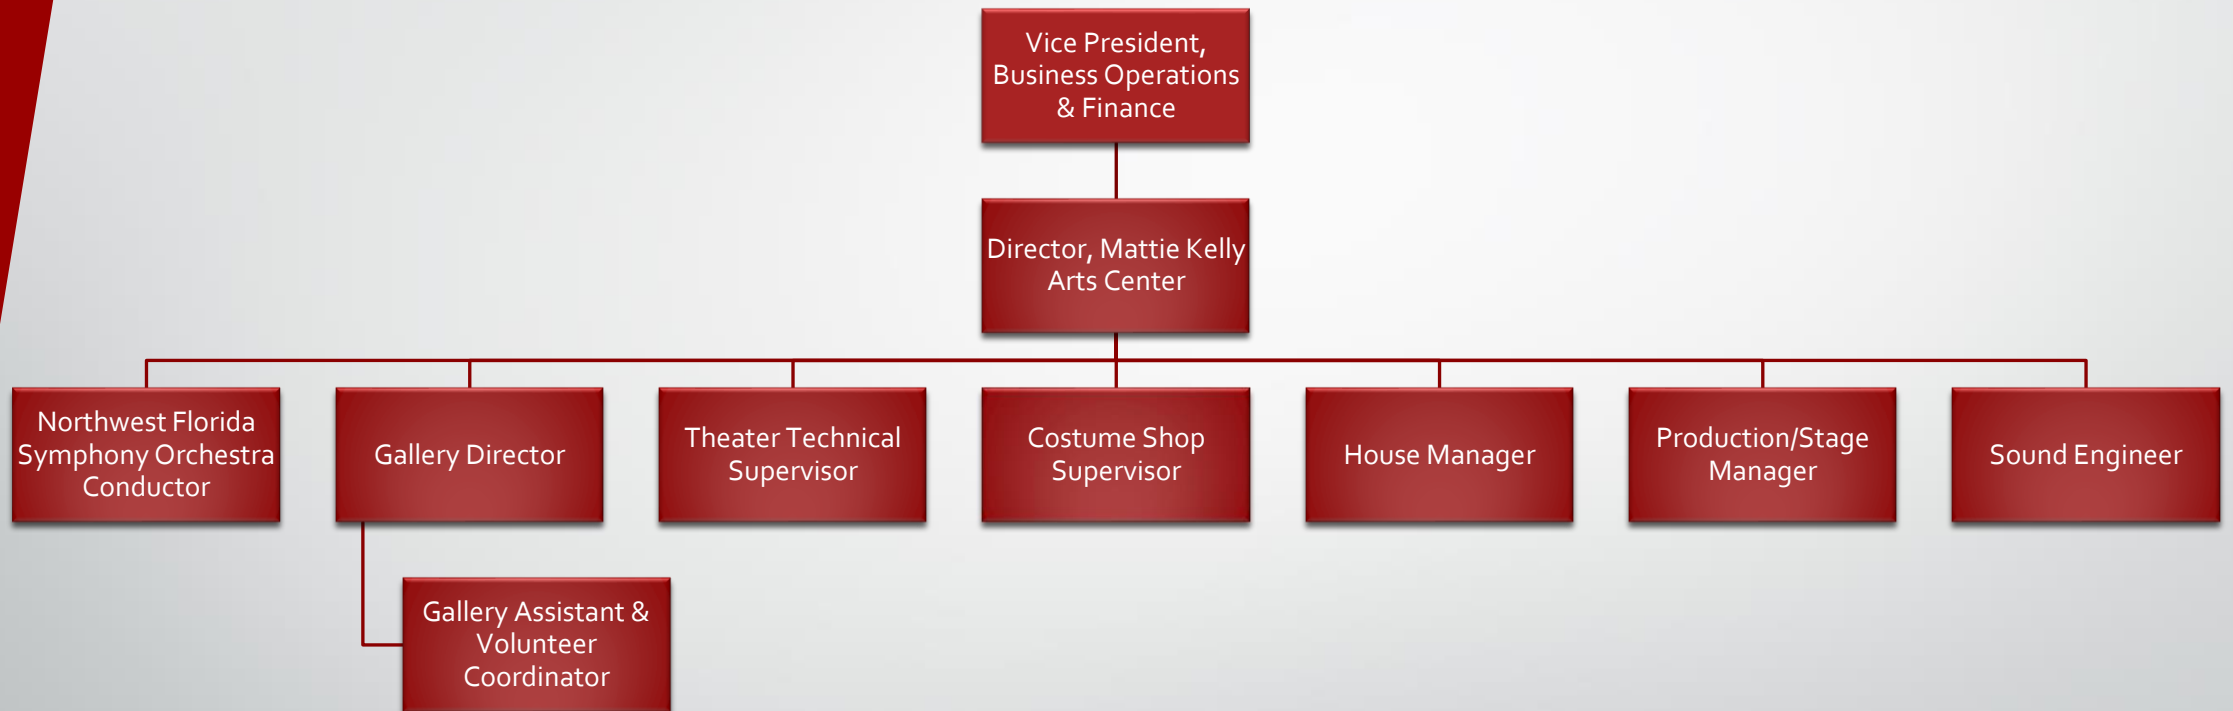 Vice President,
Business Operations
& Finance
Director, Mattie Kelly
Arts Center
Northwest Florida
Symphony Orchestra
Conductor
Gallery Director
Theater Technical
Supervisor
Costume Shop
Supervisor
House Manager
Production/Stage
Manager
Sound Engineer
Gallery Assistant &
Volunteer
Coordinator